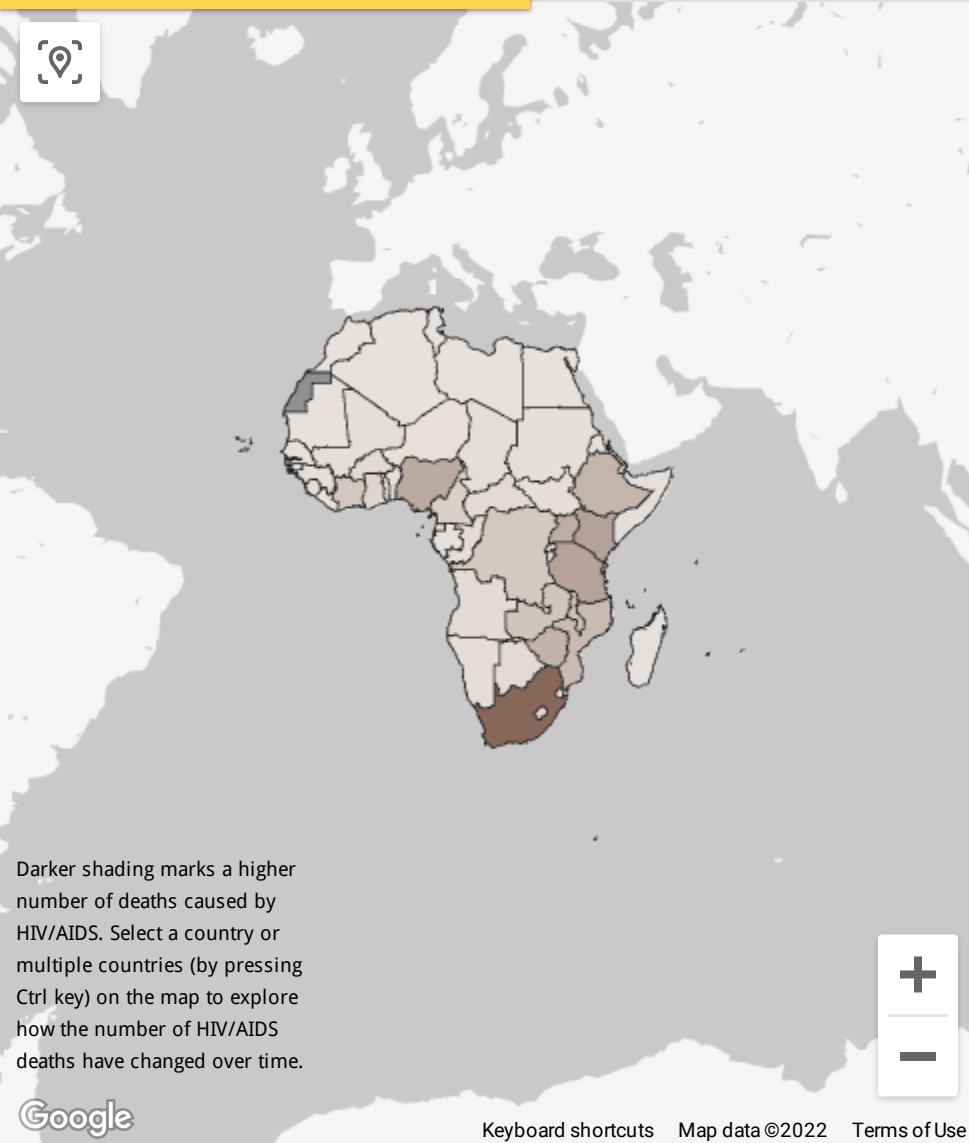 Darker shading marks a higher
number of deaths caused by
HIV/AIDS. Select a country or
multiple countries (by pressing
Ctrl key) on the map to explore
how the number of HIV/AIDS
deaths have changed over time.
Google
Keyboard shortcuts Map data ©2022 Terms of Use